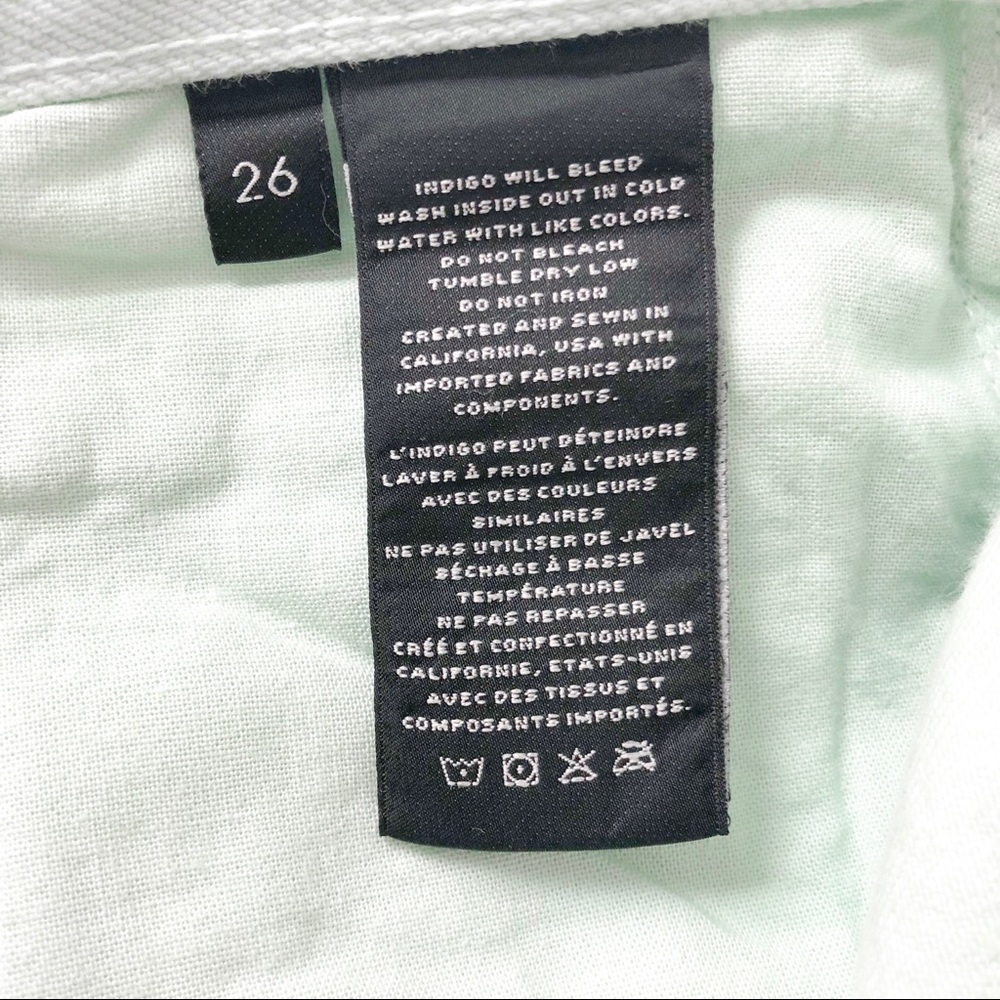 26
INDIGO WILL BLEED
WASH INSIDE OUT IN COLD
WATER WITH LIKE COLORS.
DO NOT BLEACH
TUMBLE DRY LOW
DO NOT IRON
CREATED AND SEWN IN
CALIFORNIA, USA WITH
IMPORTED FABRICS AND
COMPONENTS.
L'INDIGO PEUT DÉTEINDRE
LAVER À FROID À L'ENVERS
AVEC DES COULEURS
SIMILAIRES
NE PAS UTILISER DE JAVEL
SÉCHAGE À BASSE
TEMPÉRATURE
NE PAS REPASSER
CRÉÉ ET CONFECTIONNÉ EN
CALIFORNIE, ETATS-UNIS
AVEC DES TISSUS ET
COMPOSANTS IMPORTÉS.